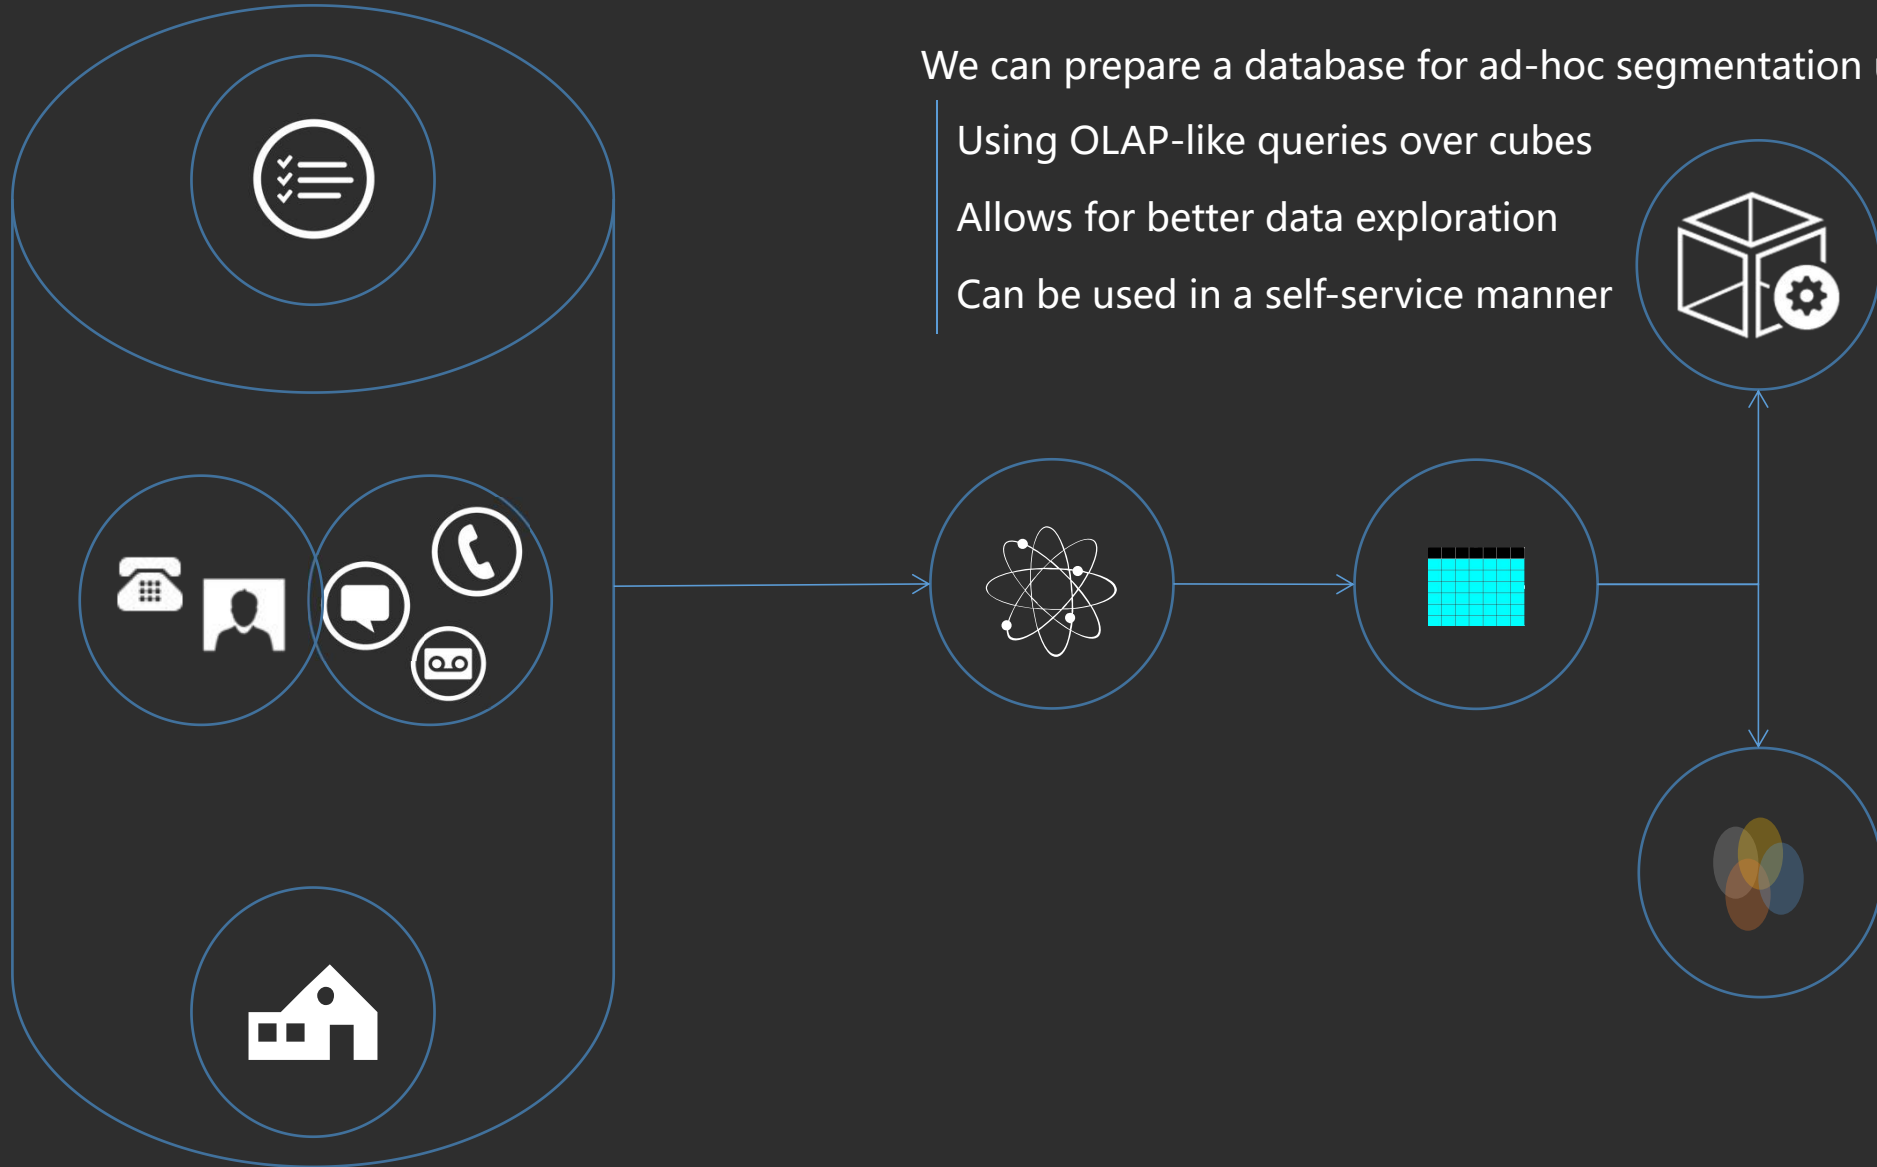 We can prepare a database for ad-hoc segmentation
Using OLAP-like queries over cubes
Allows for better data exploration
Can be used in a self-service manner